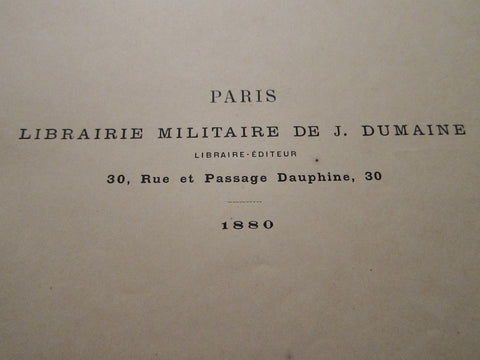 PARIS
LIBRAIRIE MILITAIRE DE J. DUMAINE
LIBRAIRE-ÉDITEUR
30, Rue et Passage Dauphine, 30
1880